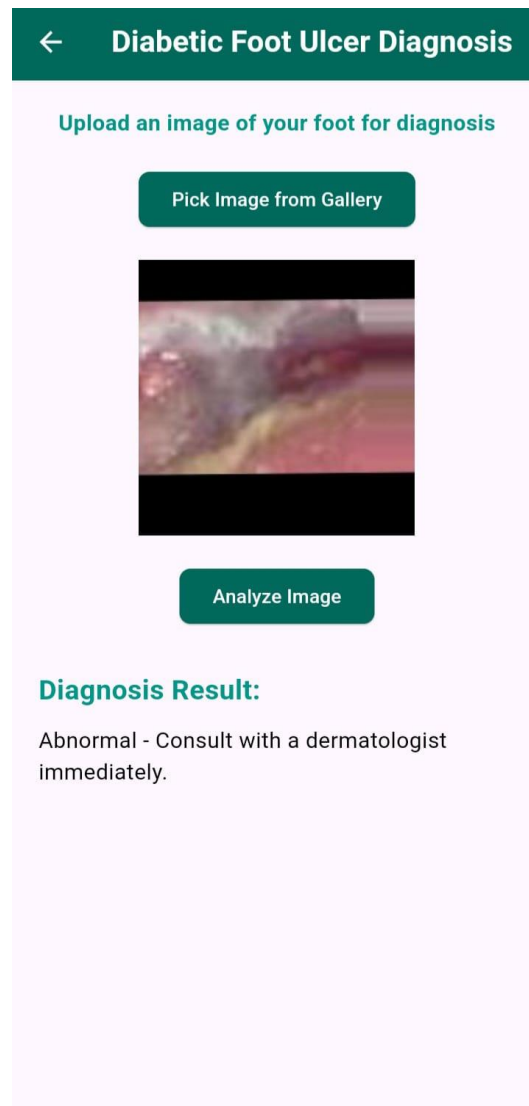 Diabetic Foot Ulcer Diagnosis
Upload an image of your foot for diagnosis
Pick Image from Gallery
Analyze Image
Diagnosis Result:
Abnormal - Consult with a dermatologist
immediately.